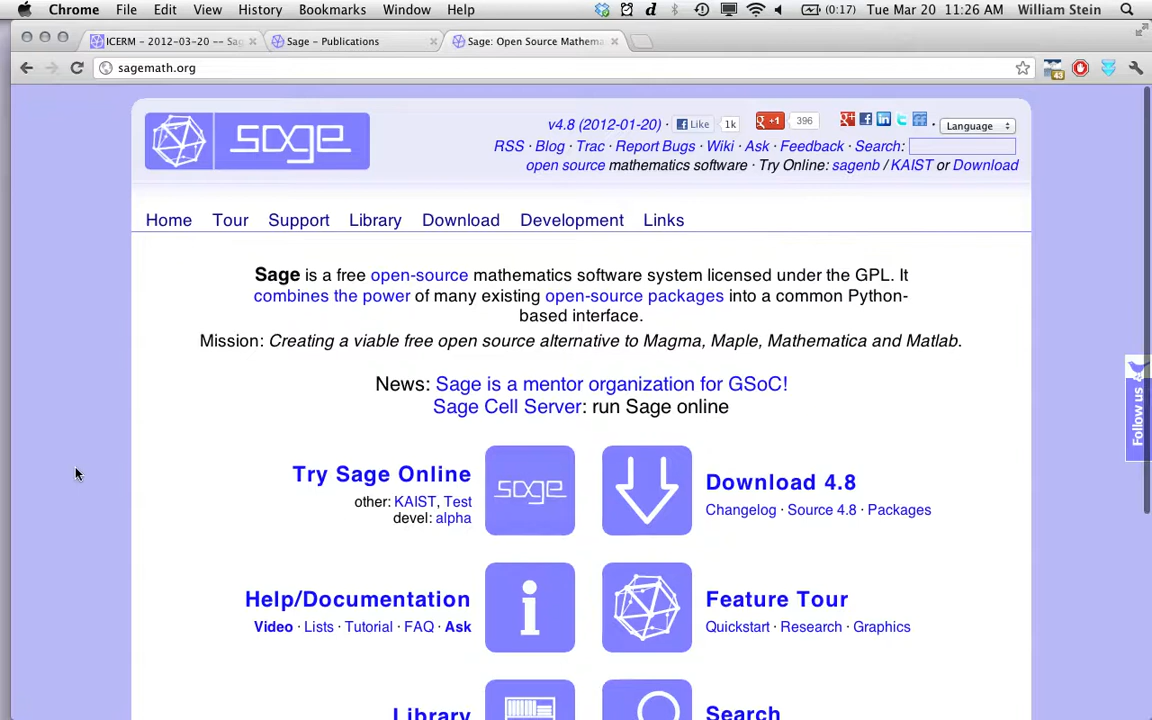 Chrome File Edit View History Bookmarks Window Help (0:17) Tue Mar 20 11:26 AM William Stein
ICERM - 2012-03-20 -- Sag Sage - Publications Sage: Open Source Mathema
sagemath.org 43
sage
v4.8 (2012-01-20) · Like 1k +1 396 . Language
RSS · Blog · Trac · Report Bugs · Wiki · Ask · Feedback · Search:
open source mathematics software · Try Online: sagenb / KAIST or Download
Home Tour Support Library Download Development Links
Sage is a free open-source mathematics software system licensed under the GPL. It
combines the power of many existing open-source packages into a common Python-
based interface.
Mission: Creating a viable free open source alternative to Magma, Maple, Mathematica and Matlab.
News: Sage is a mentor organization for GSoC!
Sage Cell Server: run Sage online
Follow us
Try Sage Online
other: KAIST, Test
devel: alpha
sage
Download 4.8
Changelog · Source 4.8 · Packages
Help/Documentation
Video · Lists · Tutorial · FAQ · Ask
Feature Tour
Quickstart · Research · Graphics
Library
Search